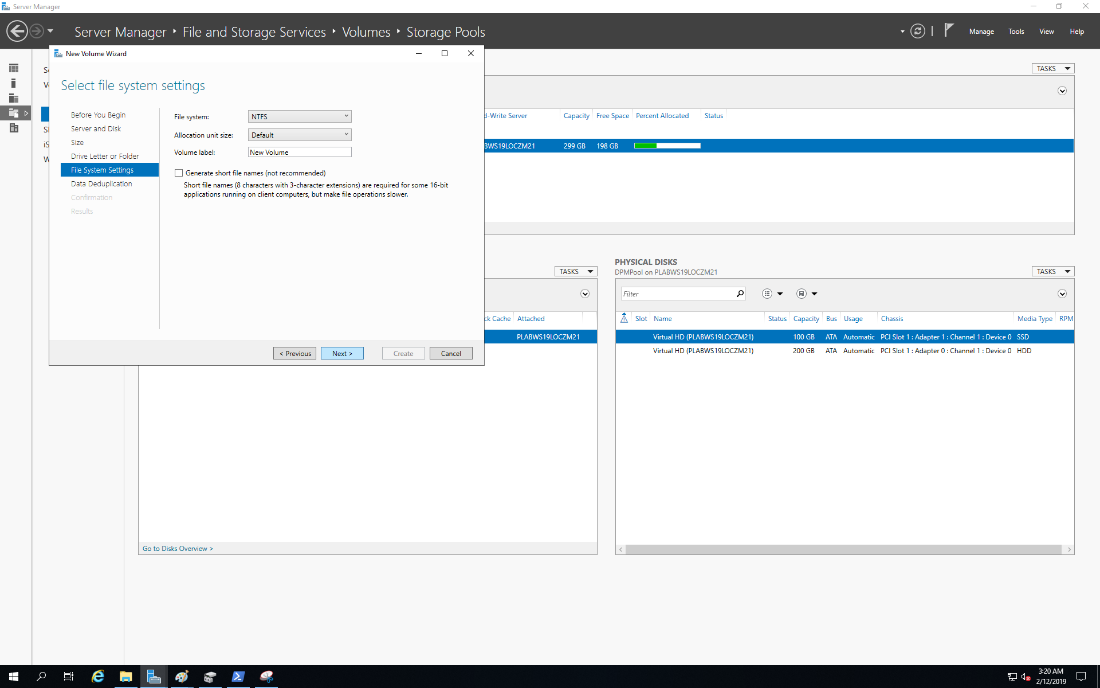 Server Manager
Server Manager ‣ File and Storage Services ‣ Volumes ‣ Storage Pools
Manage Tools View Help
New Volume Wizard
Select file system settings
Before You Begin
Server and Disk
Size
Drive Letter or Folder
File System Settings
Data Deduplication
Confirmation
Results
File system: NTFS
Allocation unit size: Default
Volume label: New Volume
Generate short file names (not recommended)
Short file names (8 characters with 3-character extensions) are required for some 16-bit
applications running on client computers, but make file operations slower.
< Previous Next > Create Cancel
TASKS
d-Write Server Capacity Free Space Percent Allocated Status
BWS19LOCZM21 299 GB 198 GB
TASKS
ck Cache Attached
PLABWS19LOCZM21
Go to Disks Overview >
PHYSICAL DISKS
DPMPool on PLABWS19LOCZM21
TASKS
Filter
Slot Name Status Capacity Bus Usage Chassis Media Type RPM
Virtual HD (PLABWS19LOCZM21) 100 GB ATA Automatic PCI Slot 1 : Adapter 1 : Channel 1 : Device 0 SSD
Virtual HD (PLABWS19LOCZM21) 200 GB ATA Automatic PCI Slot 1 : Adapter 0 : Channel 1 : Device 0 HDD
3:20 AM
2/12/2019